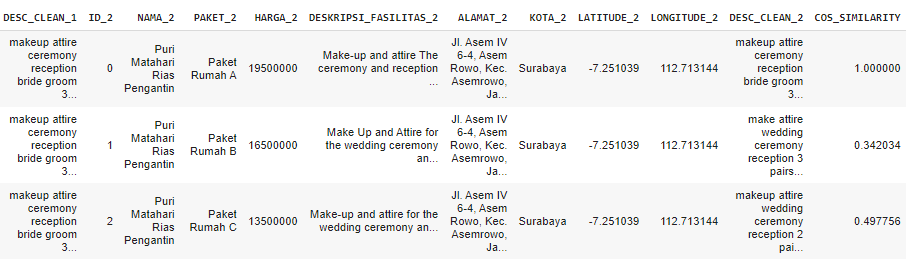 DESC_CLEAN_1 ID_2 NAMA_2 PAKET_2 HARGA_2 DESKRIPSI_FASILITAS_2 ALAMAT_2 KOTA_2 LATITUDE_2 LONGITUDE_2 DESC_CLEAN_2 COS_SIMILARITY
makeup attire
ceremony
reception
bride groom
3...
0
Puri
Matahari
Rias
Pengantin
Paket
Rumah A
19500000
Make-up and attire The
ceremony and reception
...
Jl. Asem IV
6-4, Asem
Rowo, Kec.
Asemrowo,
Ja...
Surabaya
-7.251039
112.713144
makeup attire
ceremony
reception
bride groom
3...
1.000000
makeup attire
ceremony
reception
bride groom
3...
1
Puri
Matahari
Rias
Pengantin
Paket
Rumah B
16500000
Make Up and Attire for
the wedding ceremony
an...
Jl. Asem IV
6-4, Asem
Rowo, Kec.
Asemrowo,
Ja...
Surabaya
-7.251039
112.713144
make attire
wedding
ceremony
reception 3
pairs...
0.342034
makeup attire
ceremony
reception
bride groom
3...
2
Puri
Matahari
Rias
Pengantin
Paket
Rumah C
13500000
Make-up and attire for the
wedding ceremony an...
Jl. Asem IV
6-4, Asem
Rowo, Kec.
Asemrowo,
Ja...
Surabaya
-7.251039
112.713144
make attire
wedding
ceremony
reception 2
pai...
0.497756